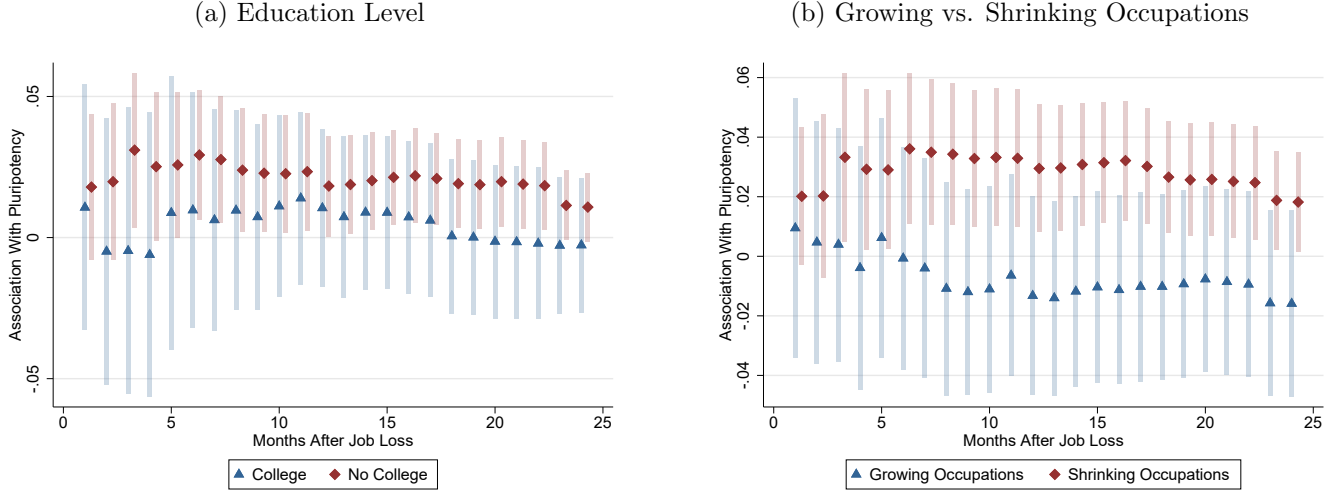 (a) Education Level
Association With Pluripotency
.05
0
-.05
0
5
10
15
20
25
Months After Job Loss
College
No College
(b) Growing vs. Shrinking Occupations
Association With Pluripotency
.06
.04
.02
0
-.02
-.04
0
5
10
15
20
25
Months After Job Loss
Growing Occupations
Shrinking Occupations